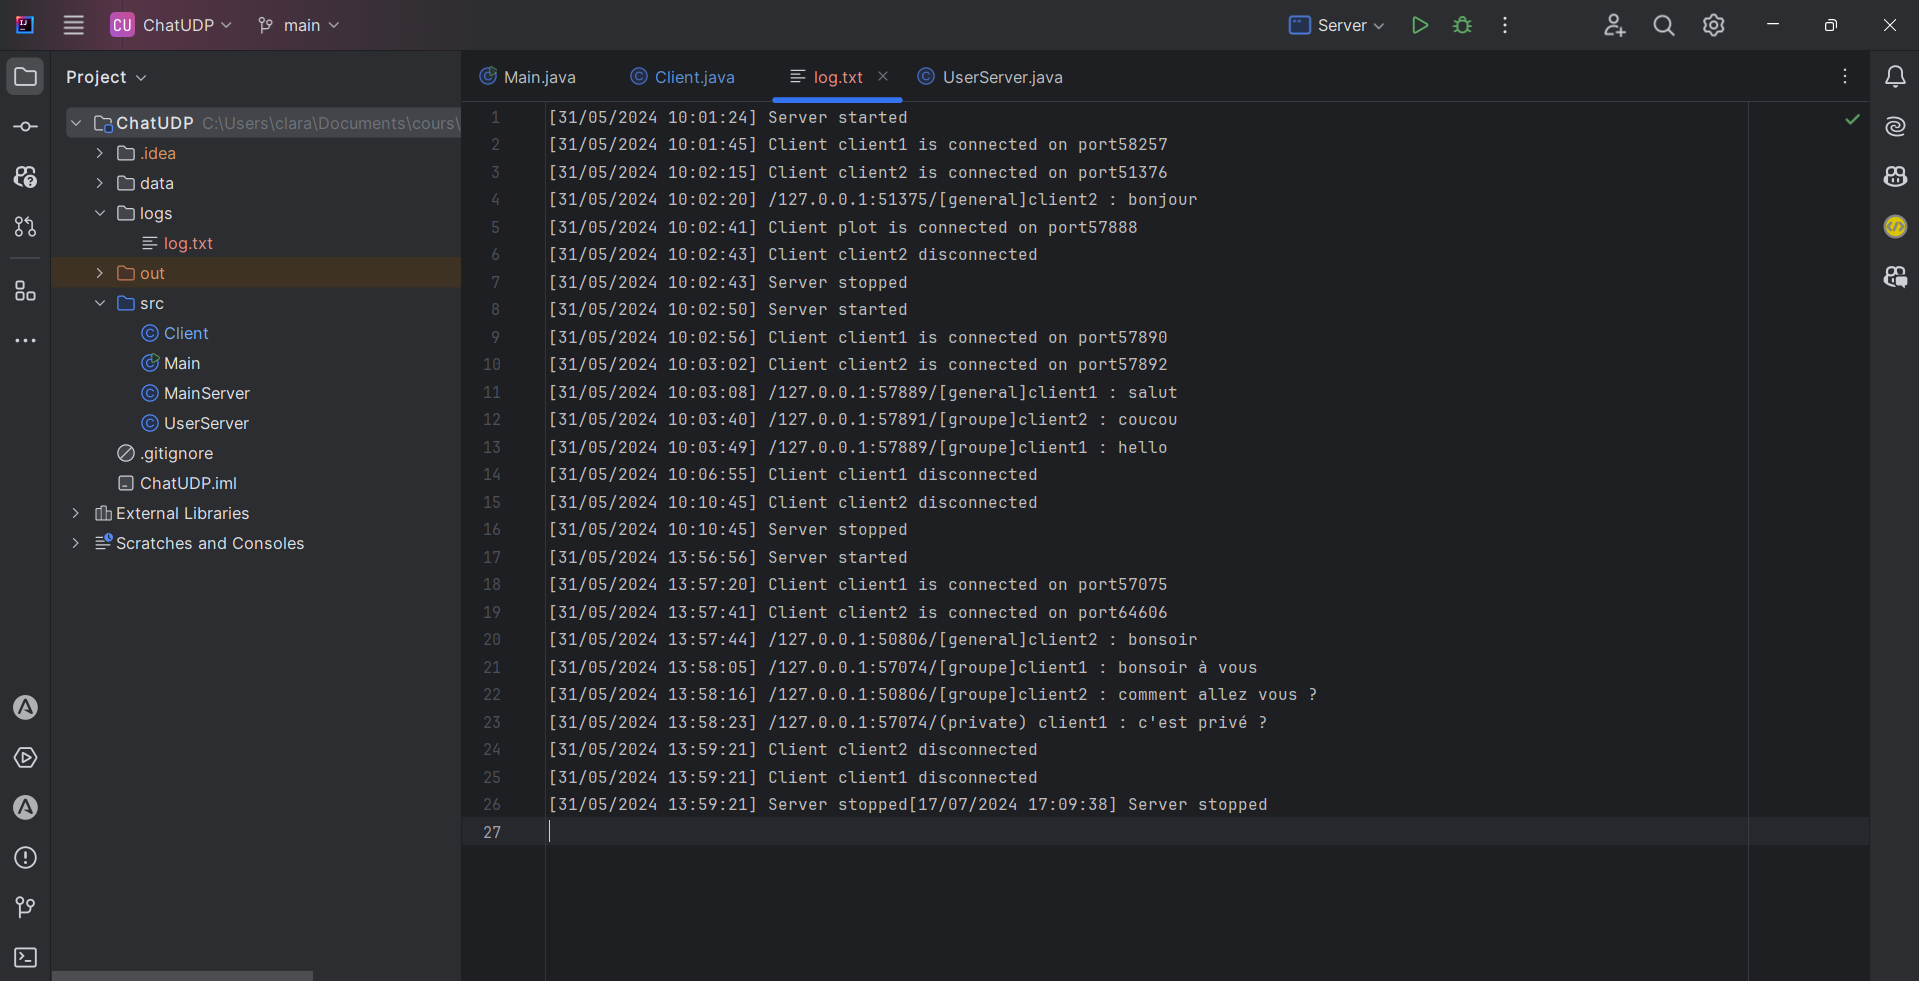 CU ChatUDP main Server
Project
Main.java Client.java log.txt UserServer.java
ChatUDP C:\Users\clara\Documents\cours\
.idea
data
logs
log.txt
out
src
Client
Main
MainServer
UserServer
.gitignore
ChatUDP.iml
External Libraries
Scratches and Consoles
1 [31/05/2024 10:01:24] Server started
2 [31/05/2024 10:01:45] Client client1 is connected on port58257
3 [31/05/2024 10:02:15] Client client2 is connected on port51376
4 [31/05/2024 10:02:20] /127.0.0.1:51375/[general]client2 : bonjour
5 [31/05/2024 10:02:41] Client plot is connected on port57888
6 [31/05/2024 10:02:43] Client client2 disconnected
7 [31/05/2024 10:02:43] Server stopped
8 [31/05/2024 10:02:50] Server started
9 [31/05/2024 10:02:56] Client client1 is connected on port57890
10 [31/05/2024 10:03:02] Client client2 is connected on port57892
11 [31/05/2024 10:03:08] /127.0.0.1:57889/[general]client1 : salut
12 [31/05/2024 10:03:40] /127.0.0.1:57891/[groupe]client2 : coucou
13 [31/05/2024 10:03:49] /127.0.0.1:57889/[groupe]client1 : hello
14 [31/05/2024 10:06:55] Client client1 disconnected
15 [31/05/2024 10:10:45] Client client2 disconnected
16 [31/05/2024 10:10:45] Server stopped
17 [31/05/2024 13:56:56] Server started
18 [31/05/2024 13:57:20] Client client1 is connected on port57075
19 [31/05/2024 13:57:41] Client client2 is connected on port64606
20 [31/05/2024 13:57:44] /127.0.0.1:50806/[general]client2 : bonsoir
21 [31/05/2024 13:58:05] /127.0.0.1:57074/[groupe]client1 : bonsoir à vous
22 [31/05/2024 13:58:16] /127.0.0.1:50806/[groupe]client2 : comment allez vous ?
23 [31/05/2024 13:58:23] /127.0.0.1:57074/(private) client1 : c'est privé ?
24 [31/05/2024 13:59:21] Client client2 disconnected
25 [31/05/2024 13:59:21] Client client1 disconnected
26 [31/05/2024 13:59:21] Server stopped[17/07/2024 17:09:38] Server stopped
27